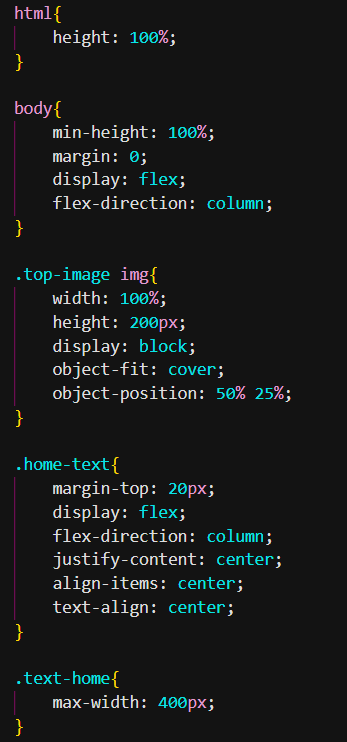 html{
    height: 100%;
}

body{
    min-height: 100%;
    margin: 0;
    display: flex;
    flex-direction: column;
}

.top-image img{
    width: 100%;
    height: 200px;
    display: block;
    object-fit: cover;
    object-position: 50% 25%;
}

.home-text{
    margin-top: 20px;
    display: flex;
    flex-direction: column;
    justify-content: center;
    align-items: center;
    text-align: center;
}

.text-home{
    max-width: 400px;
}